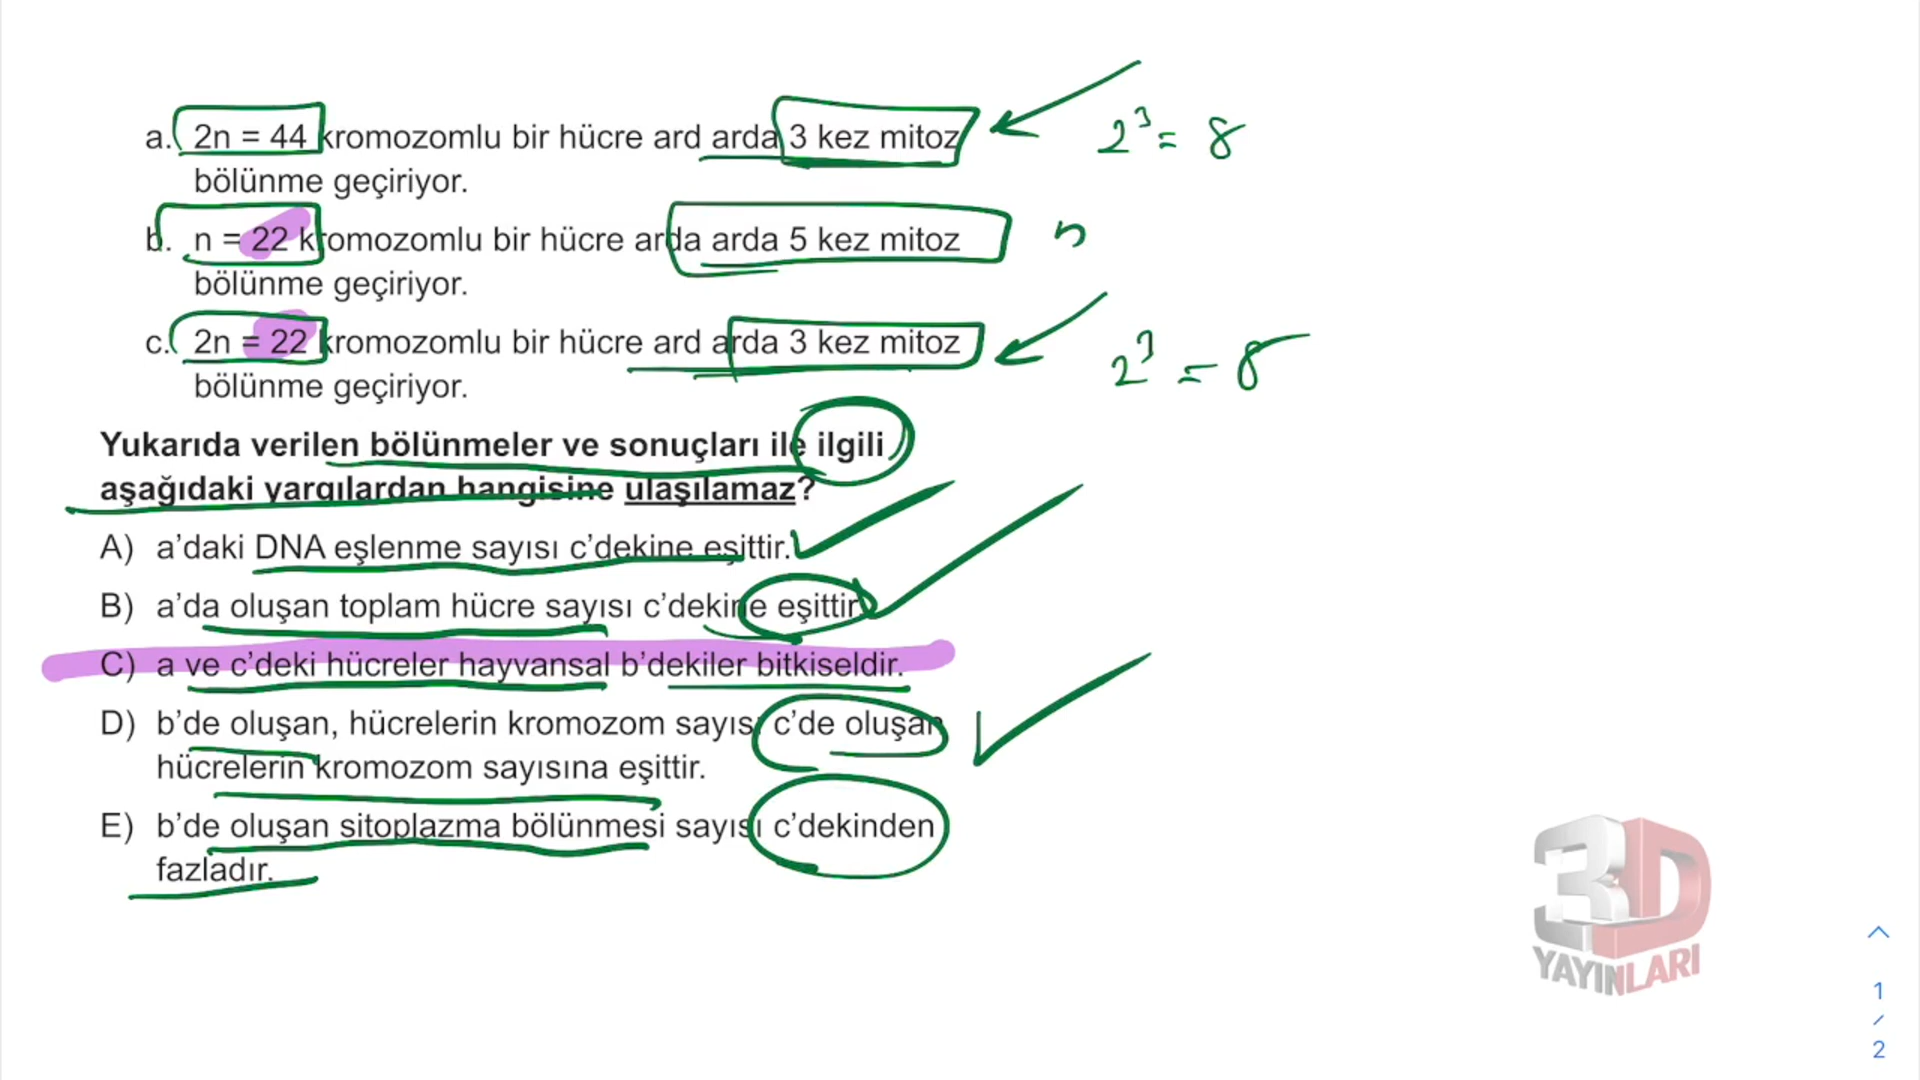 a. 2n = 44 kromozomlu bir hücre ard arda 3 kez mitoz
2³ = 8
bölünme geçiriyor.
b. n = 22 kromozomlu bir hücre arda arda 5 kez mitoz
n
bölünme geçiriyor.
c. 2n = 22 kromozomlu bir hücre ard arda 3 kez mitoz
2³ = 8
bölünme geçiriyor.
Yukarıda verilen bölünmeler ve sonuçları ile ilgili
aşağıdaki yargılardan hangisine ulaşılamaz?
A) a’daki DNA eşlenme sayısı c’dekine eşittir.
B) a’da oluşan toplam hücre sayısı c’dekine eşittir
C) a ve c’deki hücreler hayvansal b’dekiler bitkiseldir.
D) b’de oluşan, hücrelerin kromozom sayısı c’de oluşan
hücrelerin kromozom sayısına eşittir.
E) b’de oluşan sitoplazma bölünmesi sayısı c’dekinden
fazladır.
3D
YAYINLARI
1
/
2